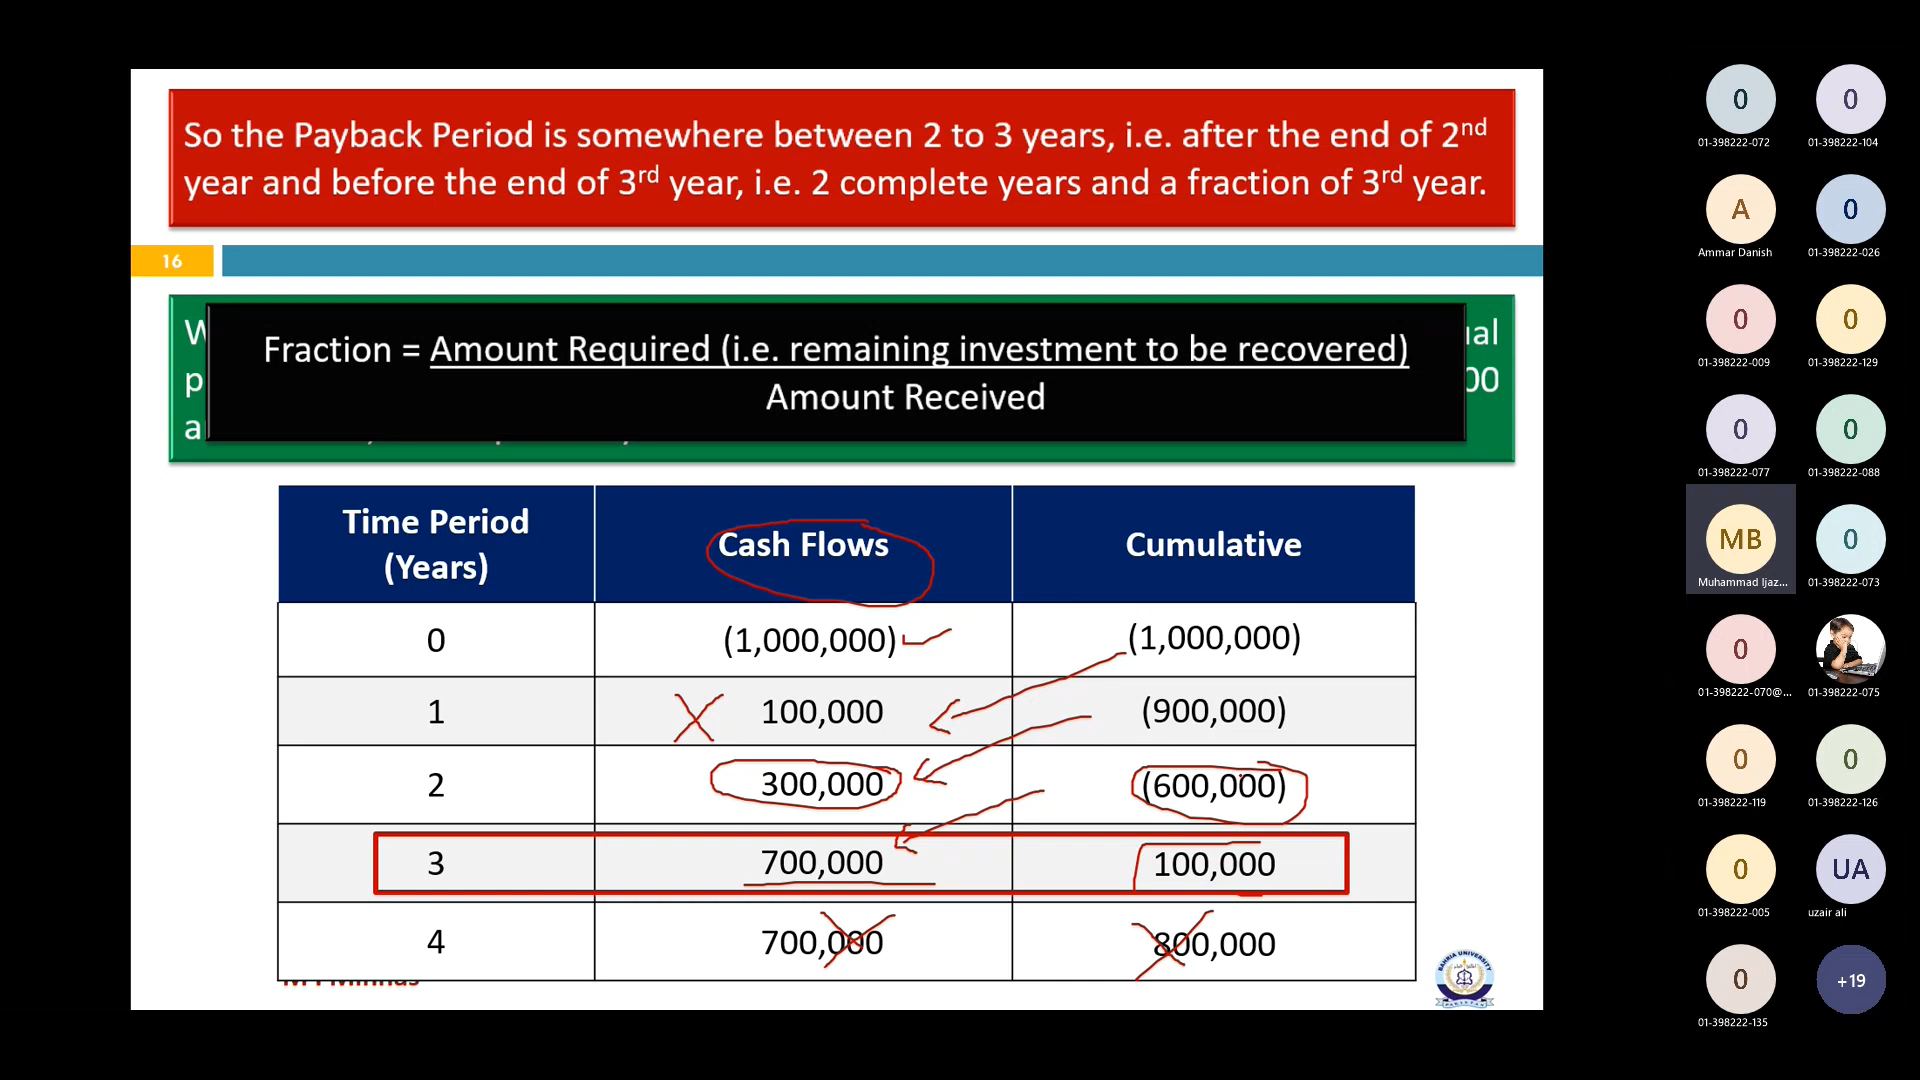 So the Payback Period is somewhere between 2 to 3 years, i.e. after the end of 2nd
year and before the end of 3rd year, i.e. 2 complete years and a fraction of 3rd year.
16
Fraction = Amount Required (i.e. remaining investment to be recovered)
Amount Received
Time Period
(Years)
Cash Flows
Cumulative
0
(1,000,000)
(1,000,000)
1
100,000
(900,000)
2
300,000
(600,000)
3
700,000
100,000
4
700,000
800,000
BAHRIA UNIVERSITY
0
01-398222-072
0
01-398222-104
A
Ammar Danish
0
01-398222-026
0
01-398222-009
0
01-398222-129
0
01-398222-077
0
01-398222-088
MB
Muhammad Ijaz...
0
01-398222-073
0
01-398222-070@...
01-398222-075
0
01-398222-119
0
01-398222-126
0
01-398222-005
UA
uzair ali
0
01-398222-135
+19